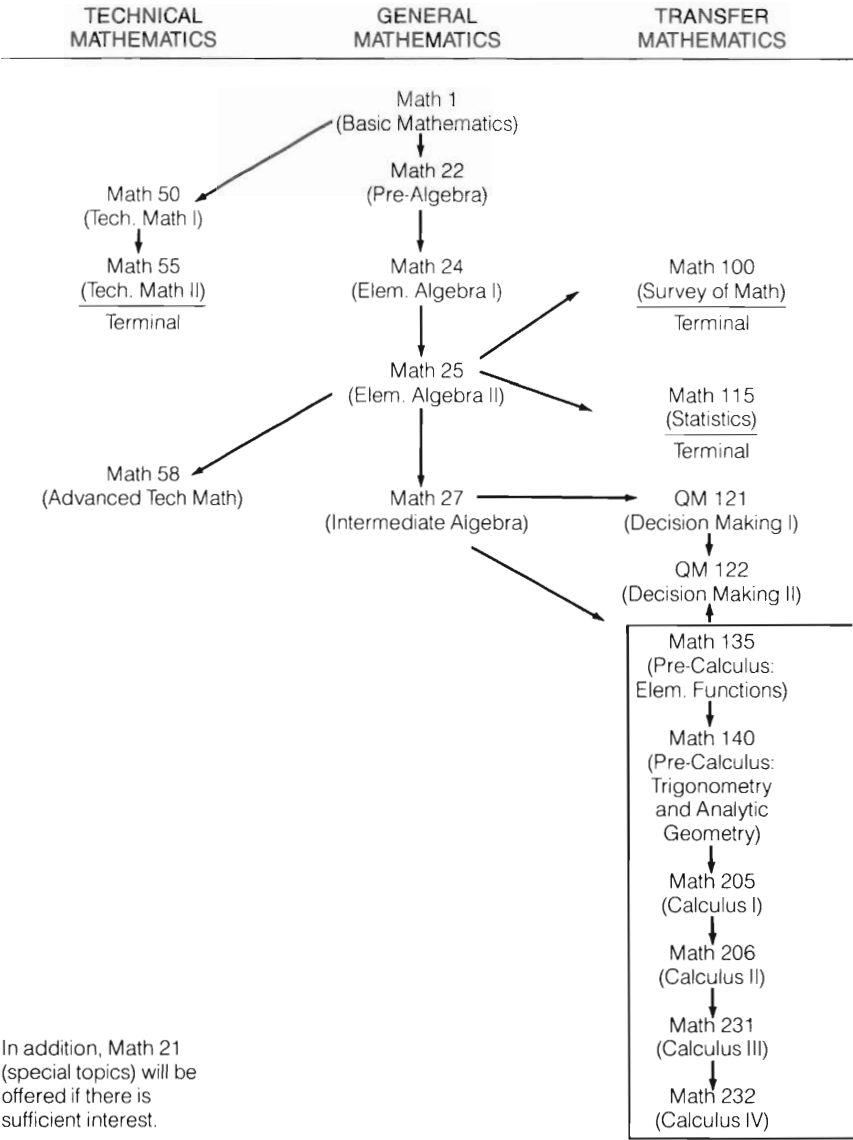 TECHNICAL
MATHEMATICS
GENERAL
MATHEMATICS
TRANSFER
MATHEMATICS
Math 1
(Basic Mathematics)
Math 22
(Pre-Algebra)
Math 50
(Tech. Math I)
Math 55
(Tech. Math II)
Terminal
Math 24
(Elem. Algebra I)
Math 100
(Survey of Math)
Terminal
Math 25
(Elem. Algebra II)
Math 115
(Statistics)
Terminal
Math 58
(Advanced Tech Math)
Math 27
(Intermediate Algebra)
QM 121
(Decision Making I)
QM 122
(Decision Making II)
Math 135
(Pre-Calculus:
Elem. Functions)
Math 140
(Pre-Calculus:
Trigonometry
and Analytic
Geometry)
Math 205
(Calculus I)
Math 206
(Calculus II)
Math 231
(Calculus III)
Math 232
(Calculus IV)
In addition, Math 21
(special topics) will be
offered if there is
sufficient interest.